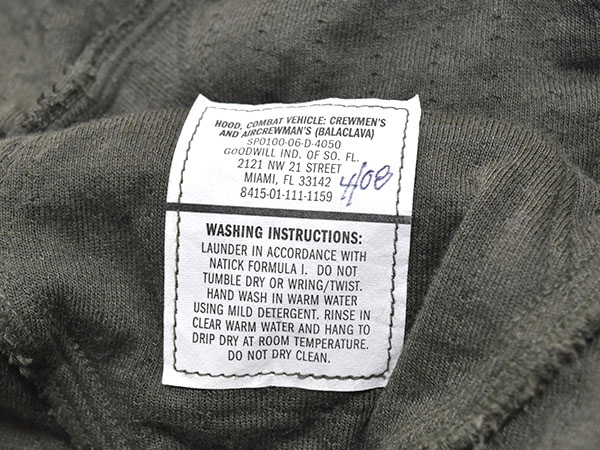 HOOD, COMBAT VEHICLE: CREWMEN'S
AND AIRCREWMAN'S (BALACLAVA)
SP0100-06-D-4050
GOODWILL IND. OF SO. FL.
2121 NW 21 STREET
MIAMI, FL 33142
4/08
8415-01-111-1159
WASHING INSTRUCTIONS:
LAUNDER IN ACCORDANCE WITH
NATICK FORMULA I. DO NOT
TUMBLE DRY OR WRING/TWIST.
HAND WASH IN WARM WATER
USING MILD DETERGENT. RINSE IN
CLEAR WARM WATER AND HANG TO
DRIP DRY AT ROOM TEMPERATURE.
DO NOT DRY CLEAN.